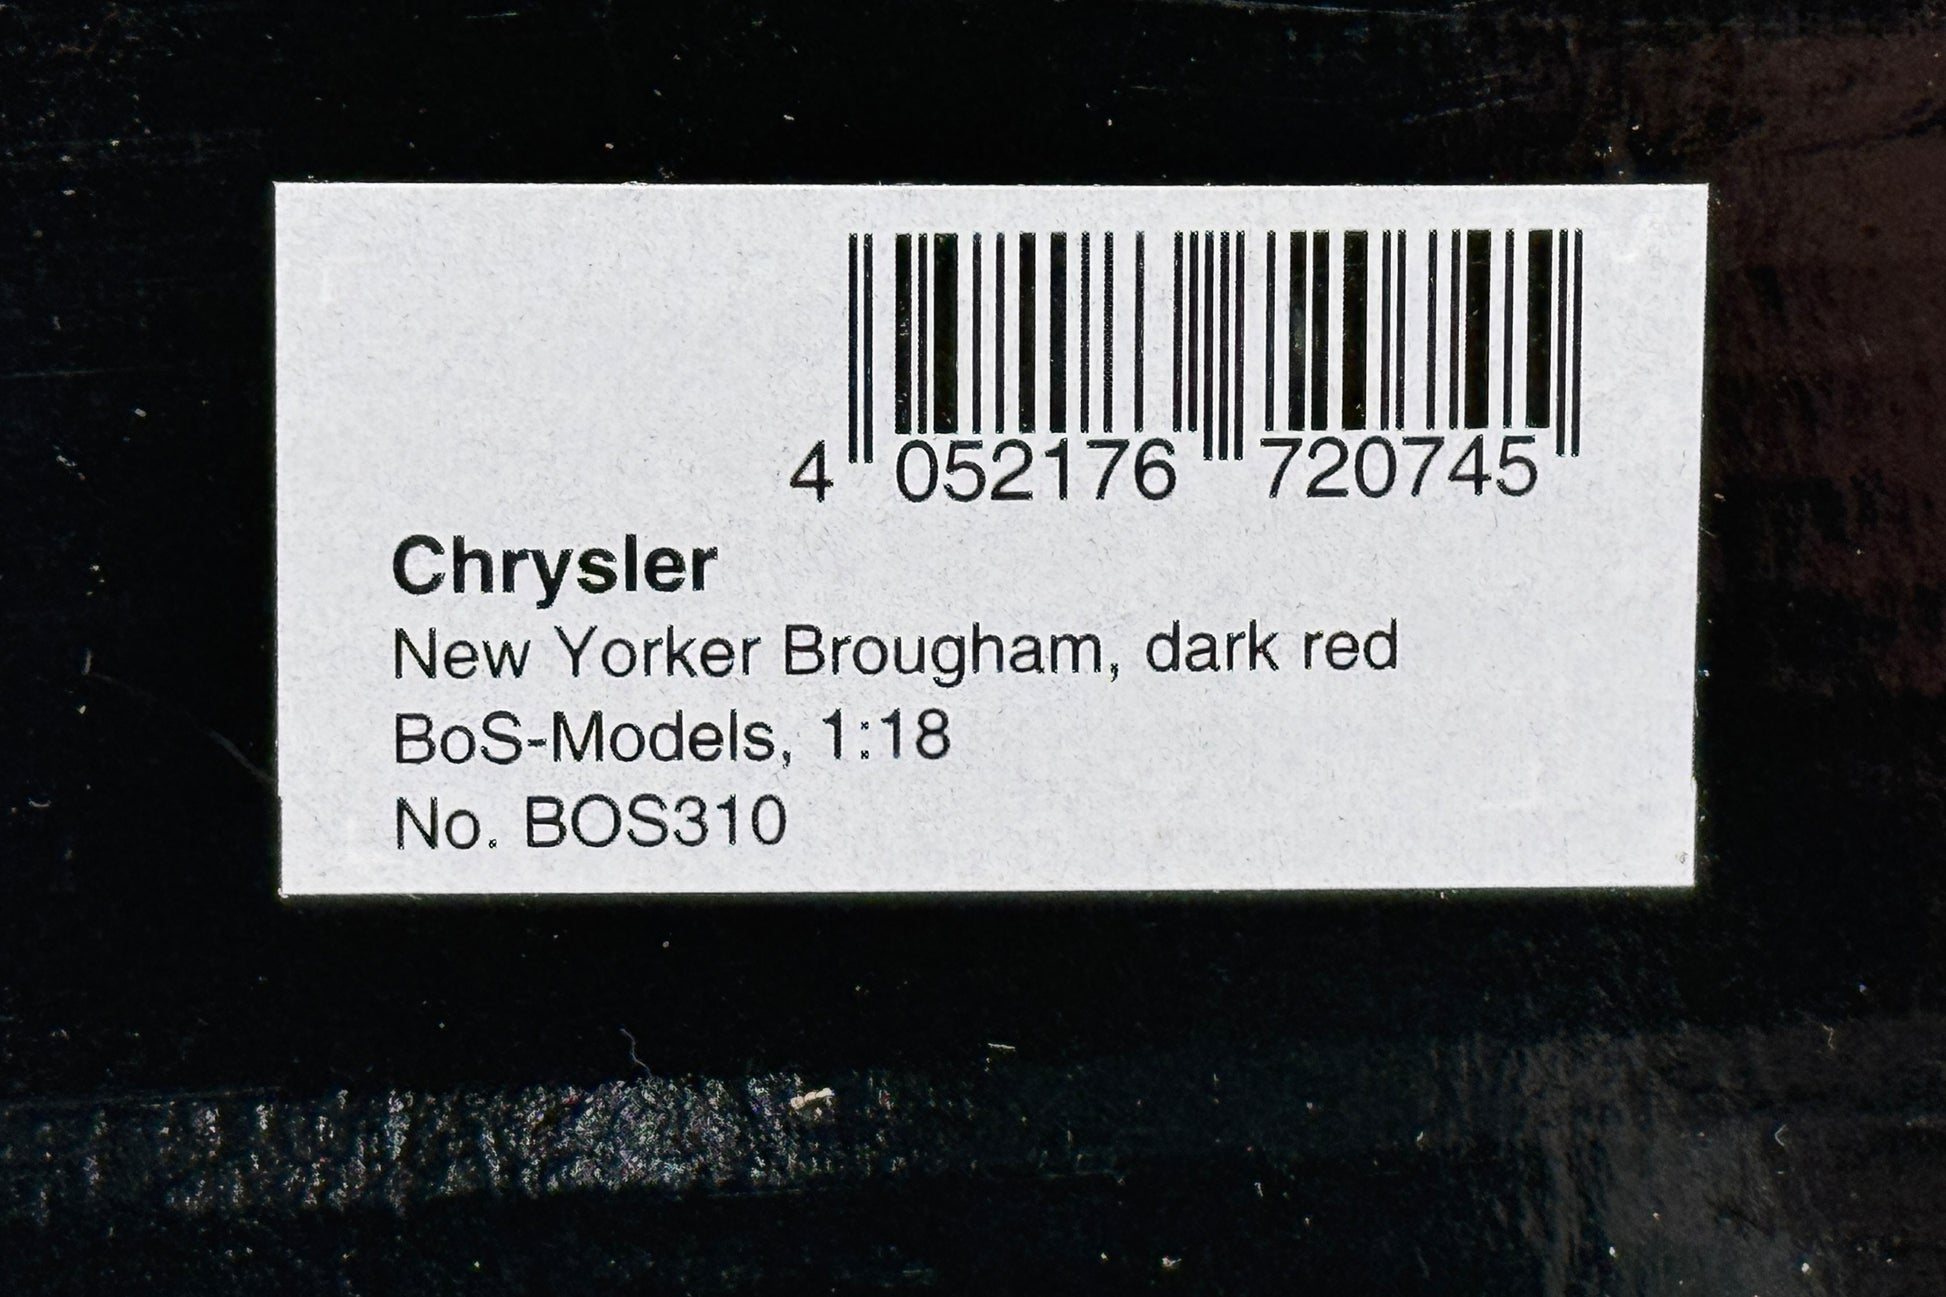 4 052176 720745
Chrysler
New Yorker Brougham, dark red
BoS-Models, 1:18
No. BOS310